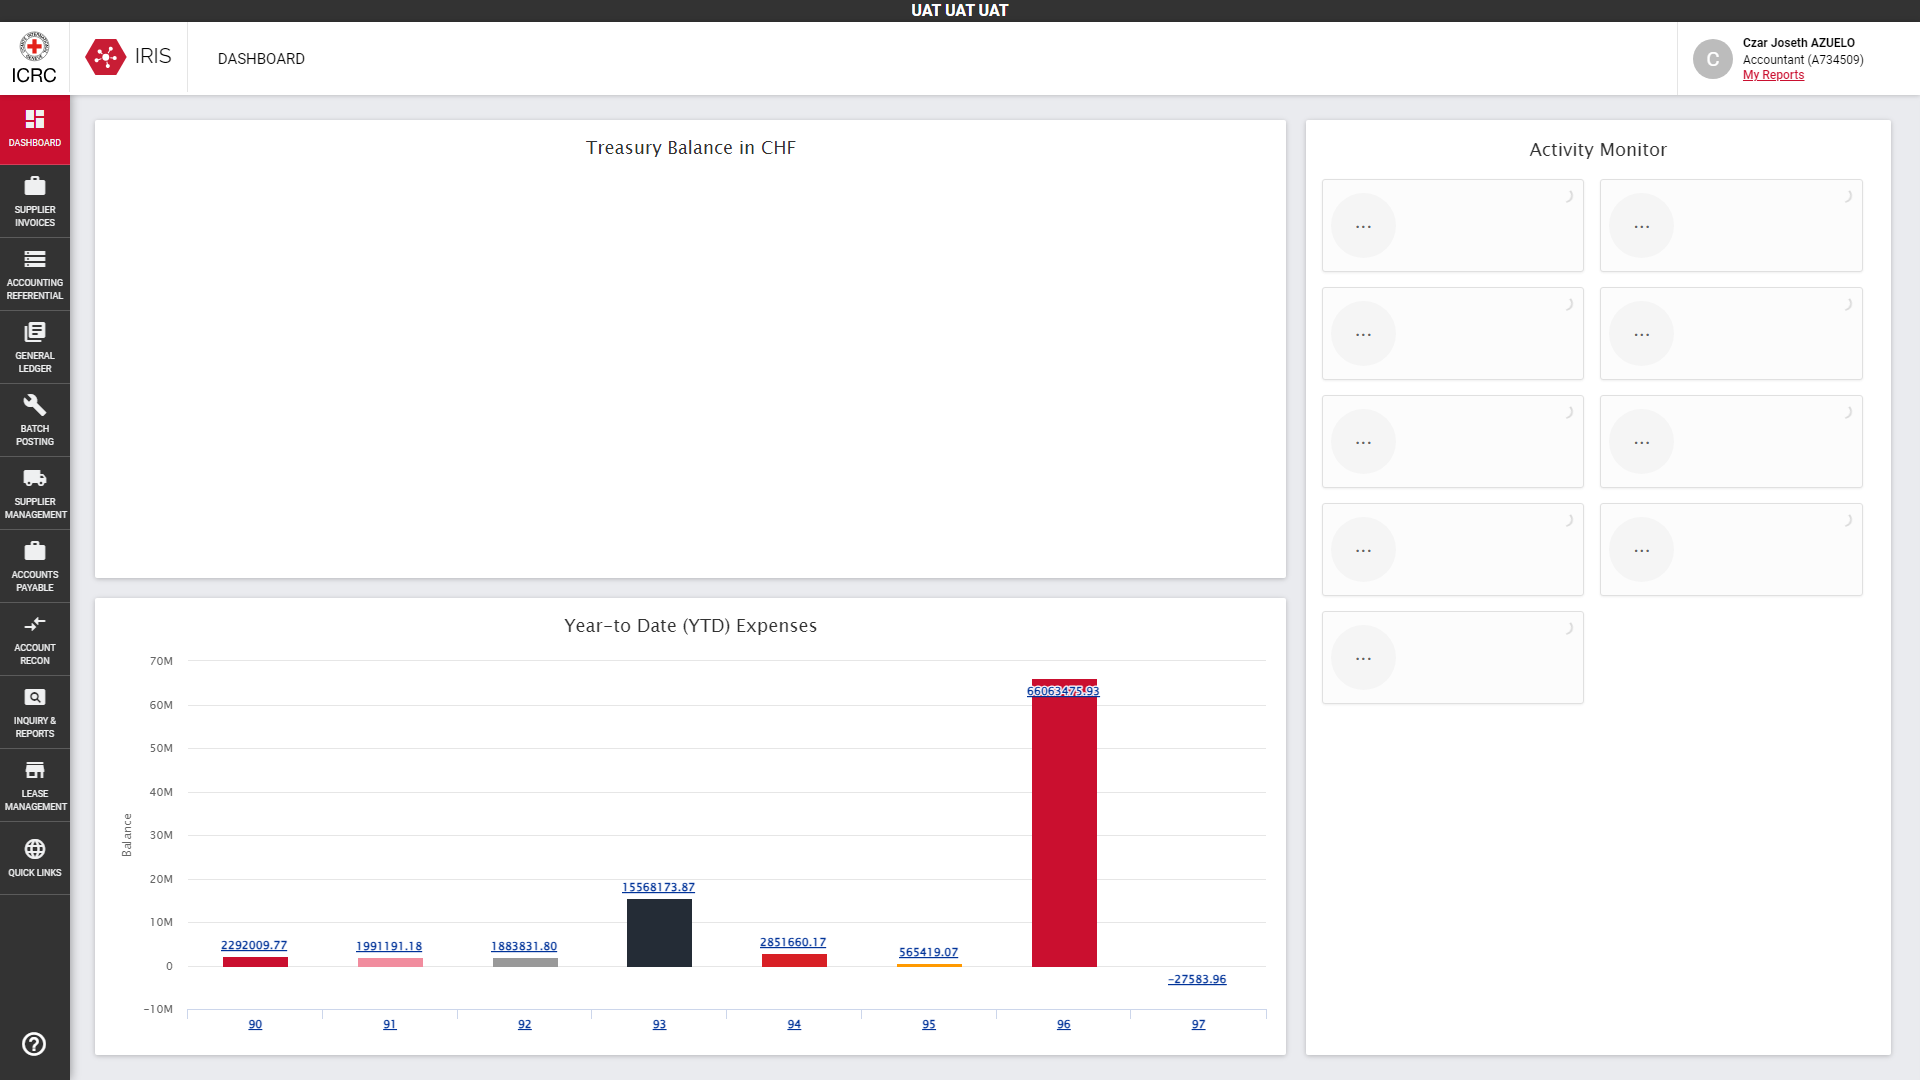 UAT UAT UAT
ICRC
IRIS
DASHBOARD
C
Czar Joseth AZUELO
Accountant (A734509)
My Reports
DASHBOARD
SUPPLIER
INVOICES
ACCOUNTING
REFERENTIAL
GENERAL
LEDGER
BATCH
POSTING
SUPPLIER
MANAGEMENT
ACCOUNTS
PAYABLE
ACCOUNT
RECON
INQUIRY &
REPORTS
LEASE
MANAGEMENT
QUICK LINKS
Treasury Balance in CHF
Year-to Date (YTD) Expenses
Balance
70M
60M
50M
40M
30M
20M
10M
0
-10M
2292009.77
1991191.18
1883831.80
15568173.87
2851660.17
565419.07
66063475.93
-27583.96
90
91
92
93
94
95
96
97
Activity Monitor
...
...
...
...
...
...
...
...
...